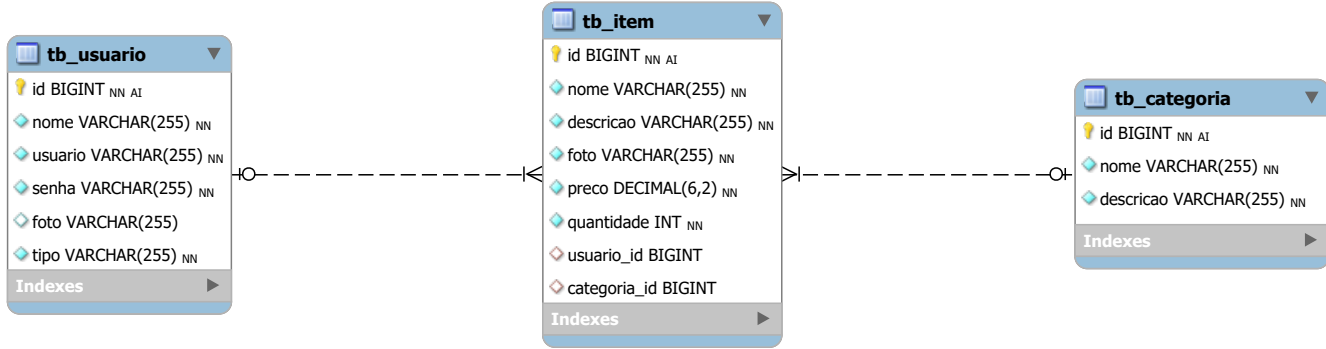 tb_usuario
id BIGINT NN AI
nome VARCHAR(255) NN
usuario VARCHAR(255) NN
senha VARCHAR(255) NN
foto VARCHAR(255)
tipo VARCHAR(255) NN
Indexes
tb_item
id BIGINT NN AI
nome VARCHAR(255) NN
descricao VARCHAR(255) NN
foto VARCHAR(255) NN
preco DECIMAL(6,2) NN
quantidade INT NN
usuario_id BIGINT
categoria_id BIGINT
Indexes
tb_categoria
id BIGINT NN AI
nome VARCHAR(255) NN
descricao VARCHAR(255) NN
Indexes